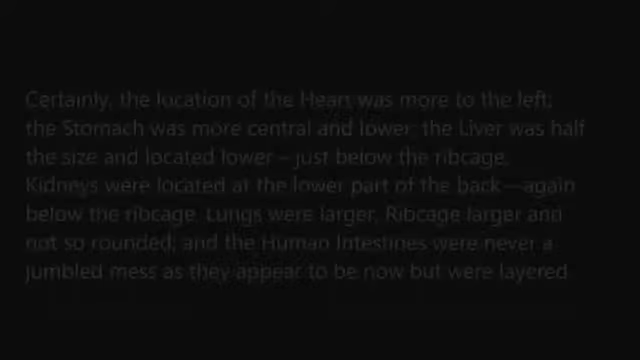 Certainly, the location of the Heart was more to the left;
the Stomach was more central and lower; the Liver was half
the size and located lower – just below the ribcage.
Kidneys were located at the lower part of the back – again
below the ribcage. Lungs were larger, Ribcage larger and
not so rounded; and the Human Intestines were never a
jumbled mess as they appear to be now but were layered